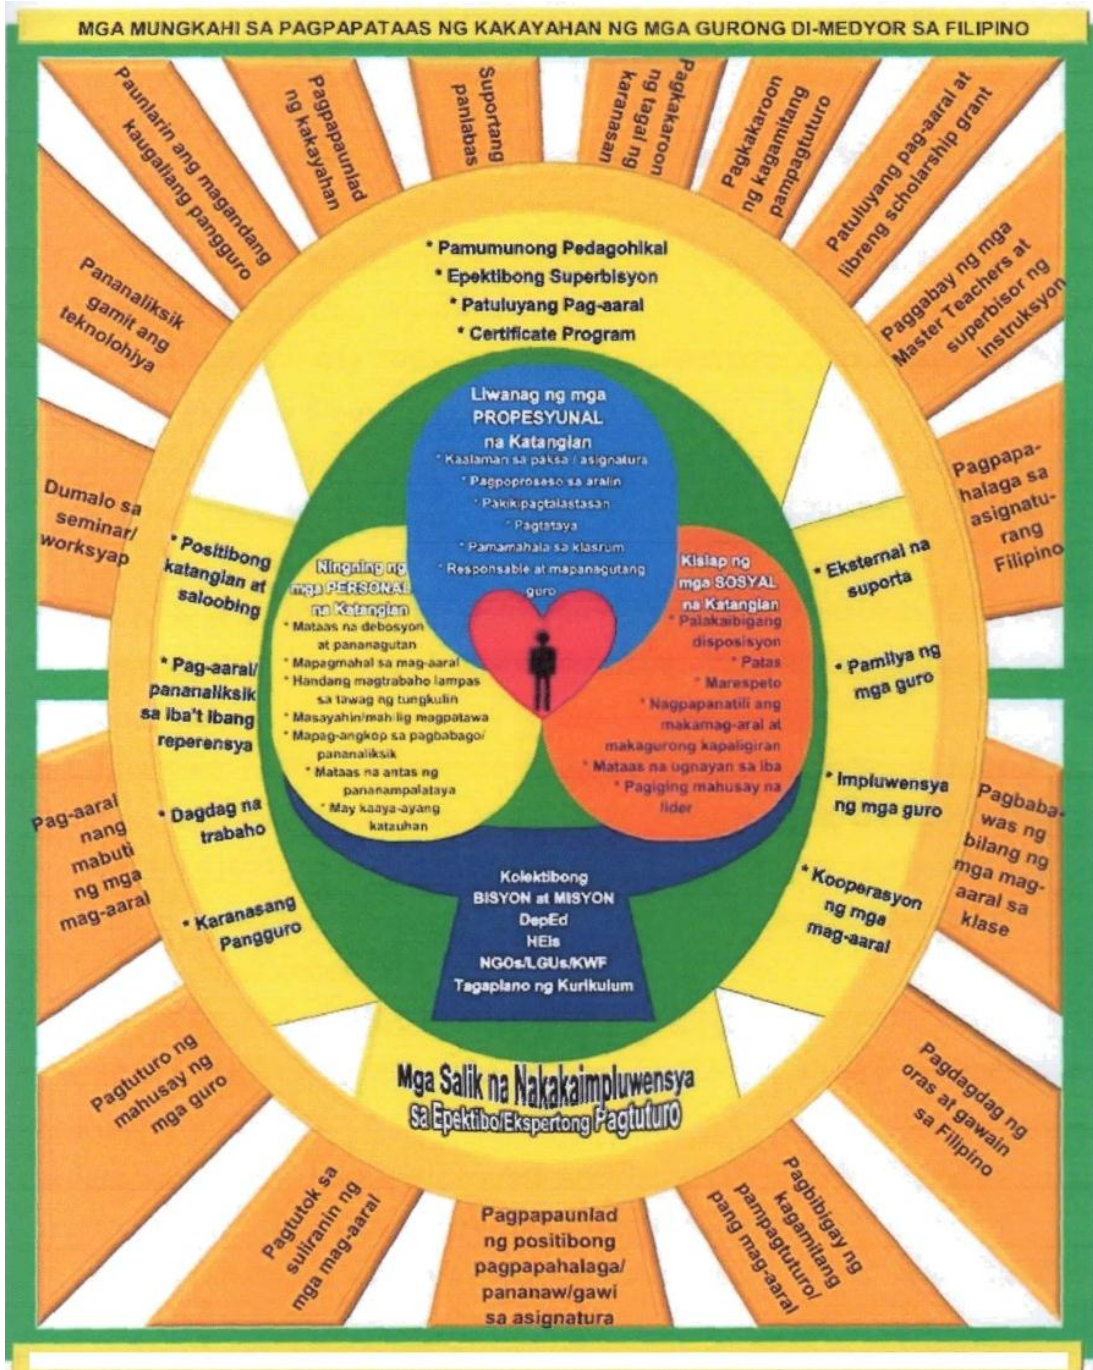 MGA MUNGKAHI SA PAGPAPATAAS NG KAKAYAHAN NG MGA GURONG DI-MEDYOR SA FILIPINO
Paunlarin ang magandang
kaugaliang pangguro
Pagpapaunlad
ng kakayahan
Suportang
panlabas
Pagkakaroon
ng tagal ng
karanasan
Pagkakaroon
ng kagamitang
pampagtuturo
Patuluyang pag-aaral at
libreng scholarship grant
Paggabay ng mga
Master Teachers at
superbisor ng
instruksyon
Pananaliksik
gamit ang
teknolohiya
Dumalo sa
seminar/
worksyap
Pagpapa-
halaga sa
asignatu-
rang
Filipino
* Pamumunong Pedagohikal
* Epektibong Superbisyon
* Patuluyang Pag-aaral
* Certificate Program
Liwanag ng mga
PROPESYUNAL
na Katangian
* Kaalaman sa paksa / asignatura
* Pagpoproseso sa aralin
* Pakikipagtalastasan
* Pagtataya
* Pamamahala sa klasrum
* Responsable at mapanagutang
guro
* Positibong
katangian at
saloobing
* Pag-aaral/
pananaliksik
sa iba't ibang
reperensya
* Dagdag na
trabaho
* Karanasang
Pangguro
Ningning ng
mga PERSONAL
na Katangian
* Mataas na debosyon
at pananagutan
* Mapagmahal sa mag-aaral
* Handang magtrabaho lampas
sa tawag ng tungkulin
* Masayahin/mahilig magpatawa
* Mapag-angkop sa pagbabago/
pananaliksik
* Mataas na antas ng
pananampalataya
* May kaaya-ayang
katauhan
Kislap ng
mga SOSYAL
na Katangian
* Palakaibigang
disposisyon
* Patas
* Marespeto
* Nagpapanatili ang
makamag-aral at
makagurong kapaligiran
* Mataas na ugnayan sa iba
* Pagiging mahusay na
lider
* Eksternal na
suporta
* Pamilya ng
mga guro
* Impluwensya
ng mga guro
* Kooperasyon
ng mga
mag-aaral
Kolektibong
BISYON at MISYON
DepEd
HEIs
NGOs/LGUs/KWF
Tagaplano ng Kurikulum
Mga Salik na Nakakaimpluwensya
sa Epektibo/Ekspertong Pagtuturo
Pag-aaral
nang
mabuti
ng mga
mag-aaral
Pagbaba-
was ng
bilang ng
mga mag-
aaral sa
klase
Pagtuturo ng
mahusay ng
mga guro
Pagdagdag ng
oras at gawain
sa Filipino
Pagtutok sa
suliranin ng
mga mag-aaral
Pagpapaunlad
ng positibong
pagpapahalaga/
pananaw/gawi
sa asignatura
Pagbibigay ng
kagamitang
pampagtuturo/
pang mag-aaral